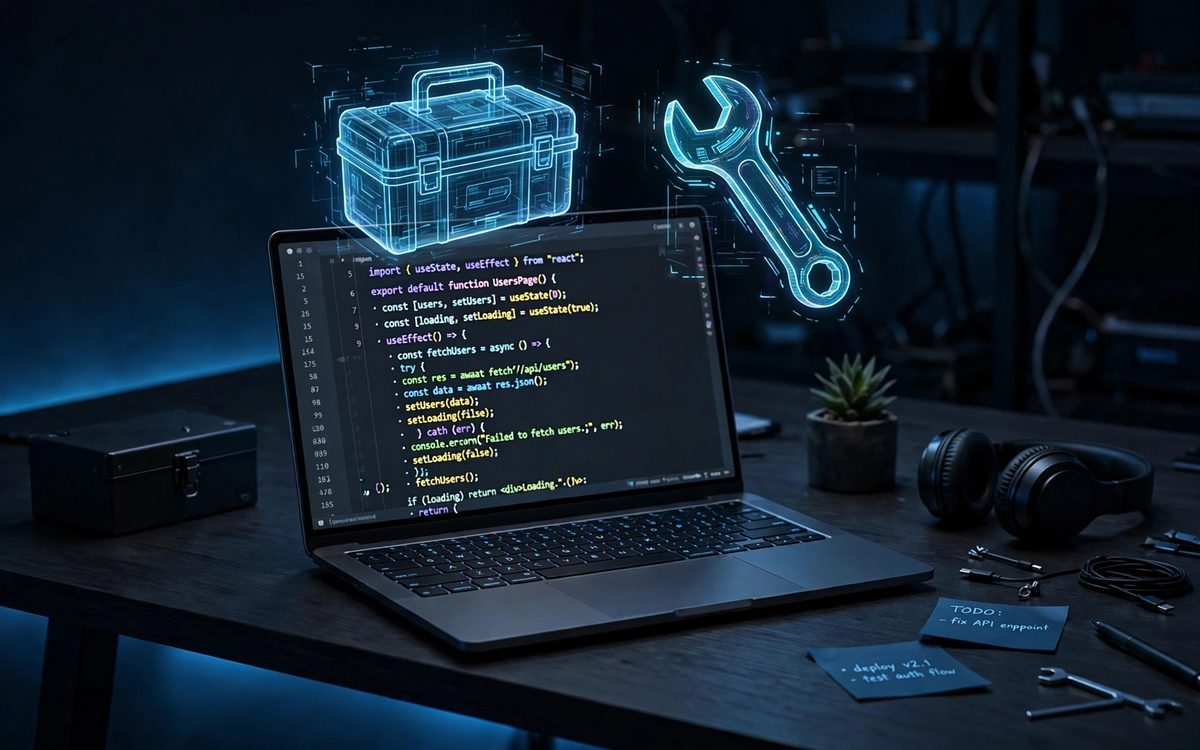 import { useState, useEffect } from "react";
export default function UsersPage() {
const [users, setUsers] = useState(D);
const [loading, setLoading] = useState(true);
useEffect() => {
const fetchUsers = async () => {
try {
const res = awaat fetch'//api/users");
const data = awaat res.json();
setUsers(data);
setLoading(file);
} cath (err) {
console.ercorn("Failed to fetch users.;", err);
setLoading(false);
});
(); fetchUsers();
if (loading) return <div>Loading.".(!>;
return {
TODO:
- fix API enppoint
• deploy v2.1
- test auth flow